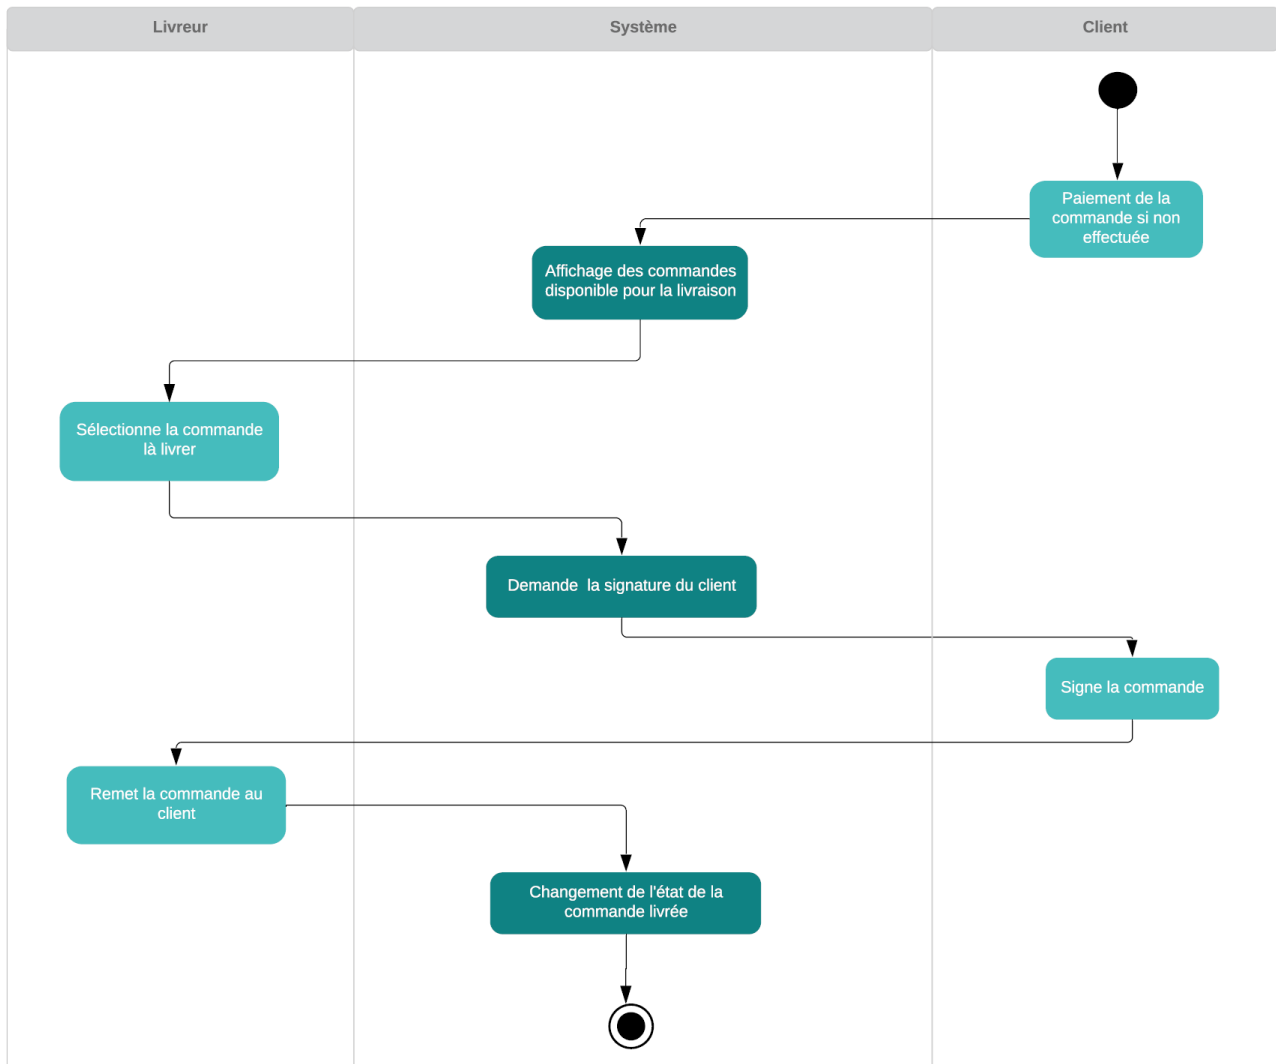 Livreur
Système
Client
Paiement de la
commande si non
effectuée
Affichage des commandes
disponible pour la livraison
Sélectionne la commande
là livrer
Demande  la signature du client
Signe la commande
Remet la commande au
client
Changement de l'état de la
commande livrée